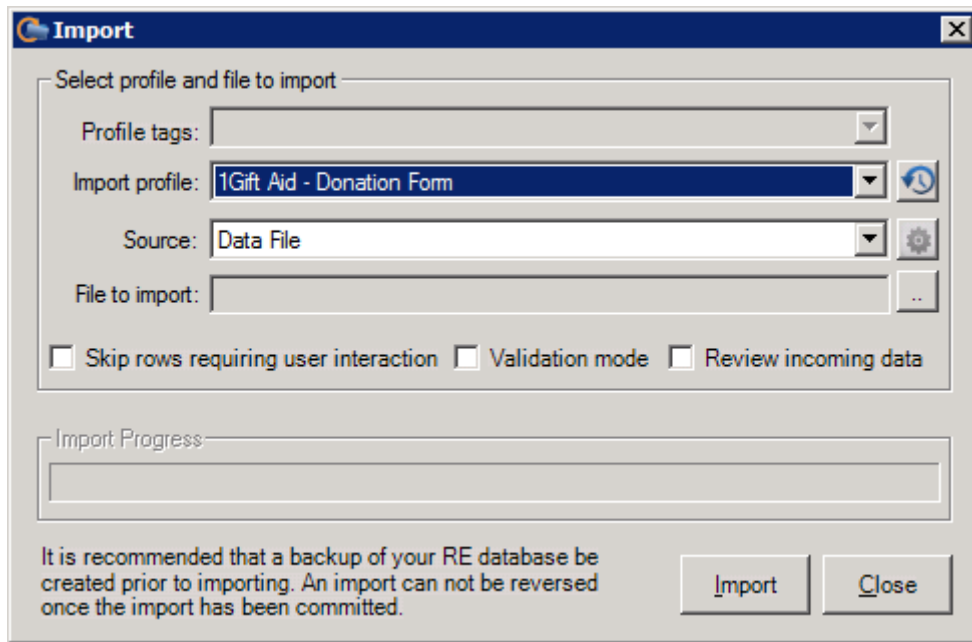 Import
Select profile and file to import
Profile tags:
Import profile: 1Gift Aid - Donation Form
Source: Data File
File to import: ..
Skip rows requiring user interaction Validation mode Review incoming data
Import Progress
It is recommended that a backup of your RE database be
created prior to importing. An import can not be reversed
once the import has been committed.
Import Close